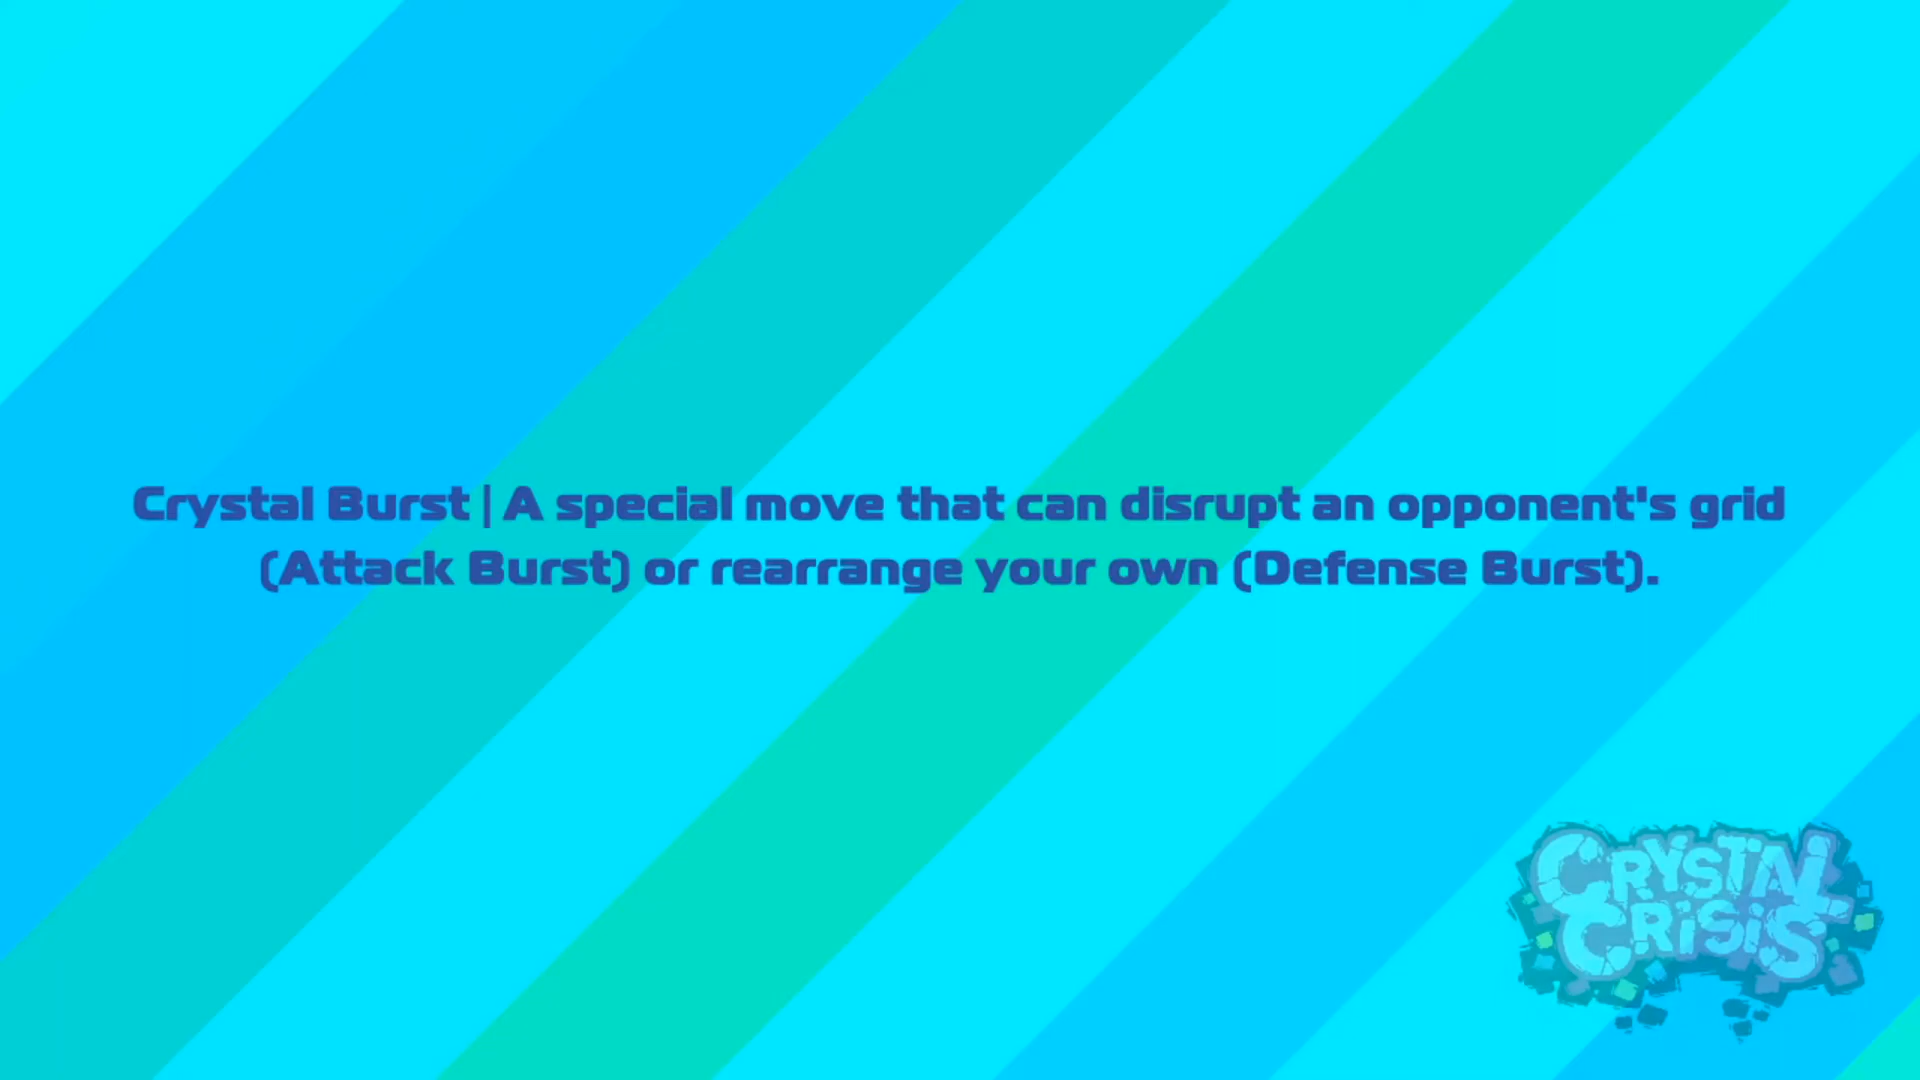 Crystal Burst | A special move that can disrupt an opponent's grid
(Attack Burst) or rearrange your own (Defense Burst).
CRYSTAL
CRISIS